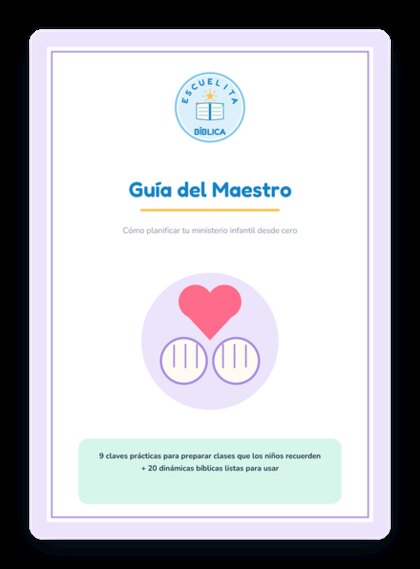 ESCUELITA
BÍBLICA
Guía del Maestro
Cómo planificar tu ministerio infantil desde cero
9 claves prácticas para preparar clases que los niños recuerden
+ 20 dinámicas bíblicas listas para usar